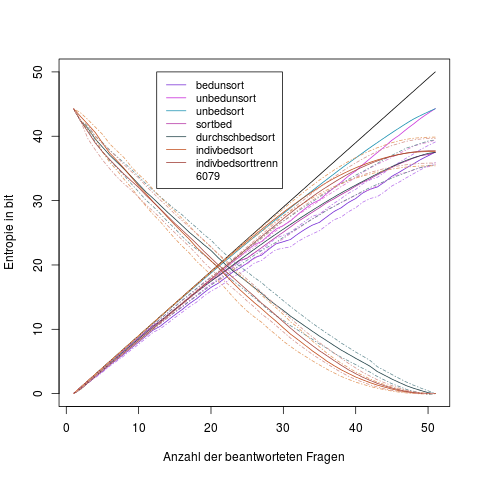 bedunsort
unbedunsort
unbedsort
sortbed
durchschbedsort
indivbedsort
indivbedsorttrenn
6079
Entropie in bit
50
40
30
20
10
0
0 10 20 30 40 50
Anzahl der beantworteten Fragen